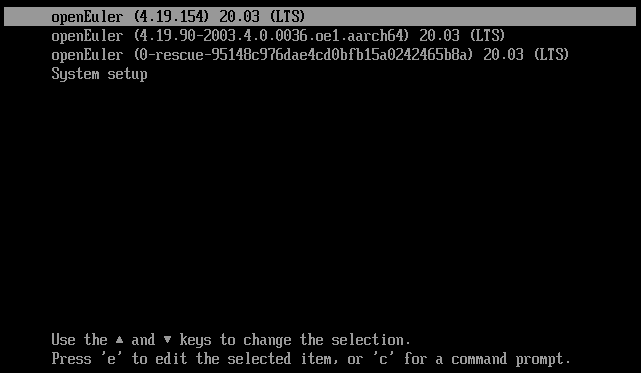 openEuler (4.19.154) 20.03 (LTS)
openEuler (4.19.90-2003.4.0.0036.oe1.aarch64) 20.03 (LTS)
openEuler (0-rescue-95148c976dae4cd0bfb15a0242465b8a) 20.03 (LTS)
System setup
Use the ▲ and ▼ keys to change the selection.
Press 'e' to edit the selected item, or 'c' for a command prompt.